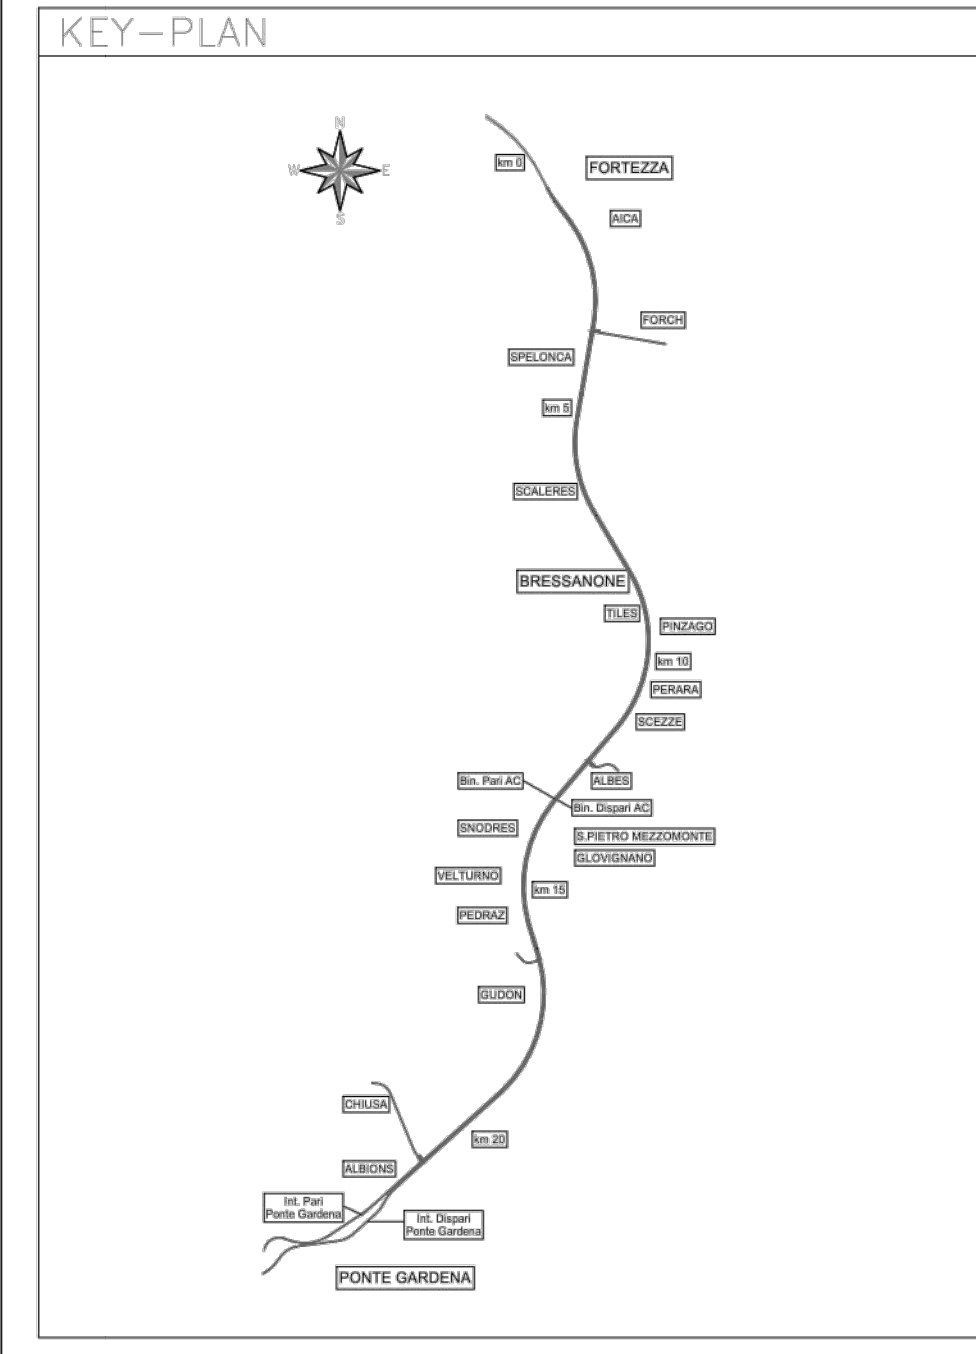 KEY-PLAN
N
W
E
S
km 0
FORTEZZA
AICA
FORCH
SPELONCA
km 5
SCALERES
BRESSANONE
TILES
PINZAGO
km 10
PERARA
SCEZZE
Bin. Pari AC
ALBES
Bin. Dispari AC
SNODRES
S.PIETRO MEZZOMONTE
GLOVIGNANO
VELTURNO
km 15
PEDRAZ
GUDON
CHIUSA
km 20
ALBIONS
Int. Pari
Ponte Gardena
Int. Dispari
Ponte Gardena
PONTE GARDENA